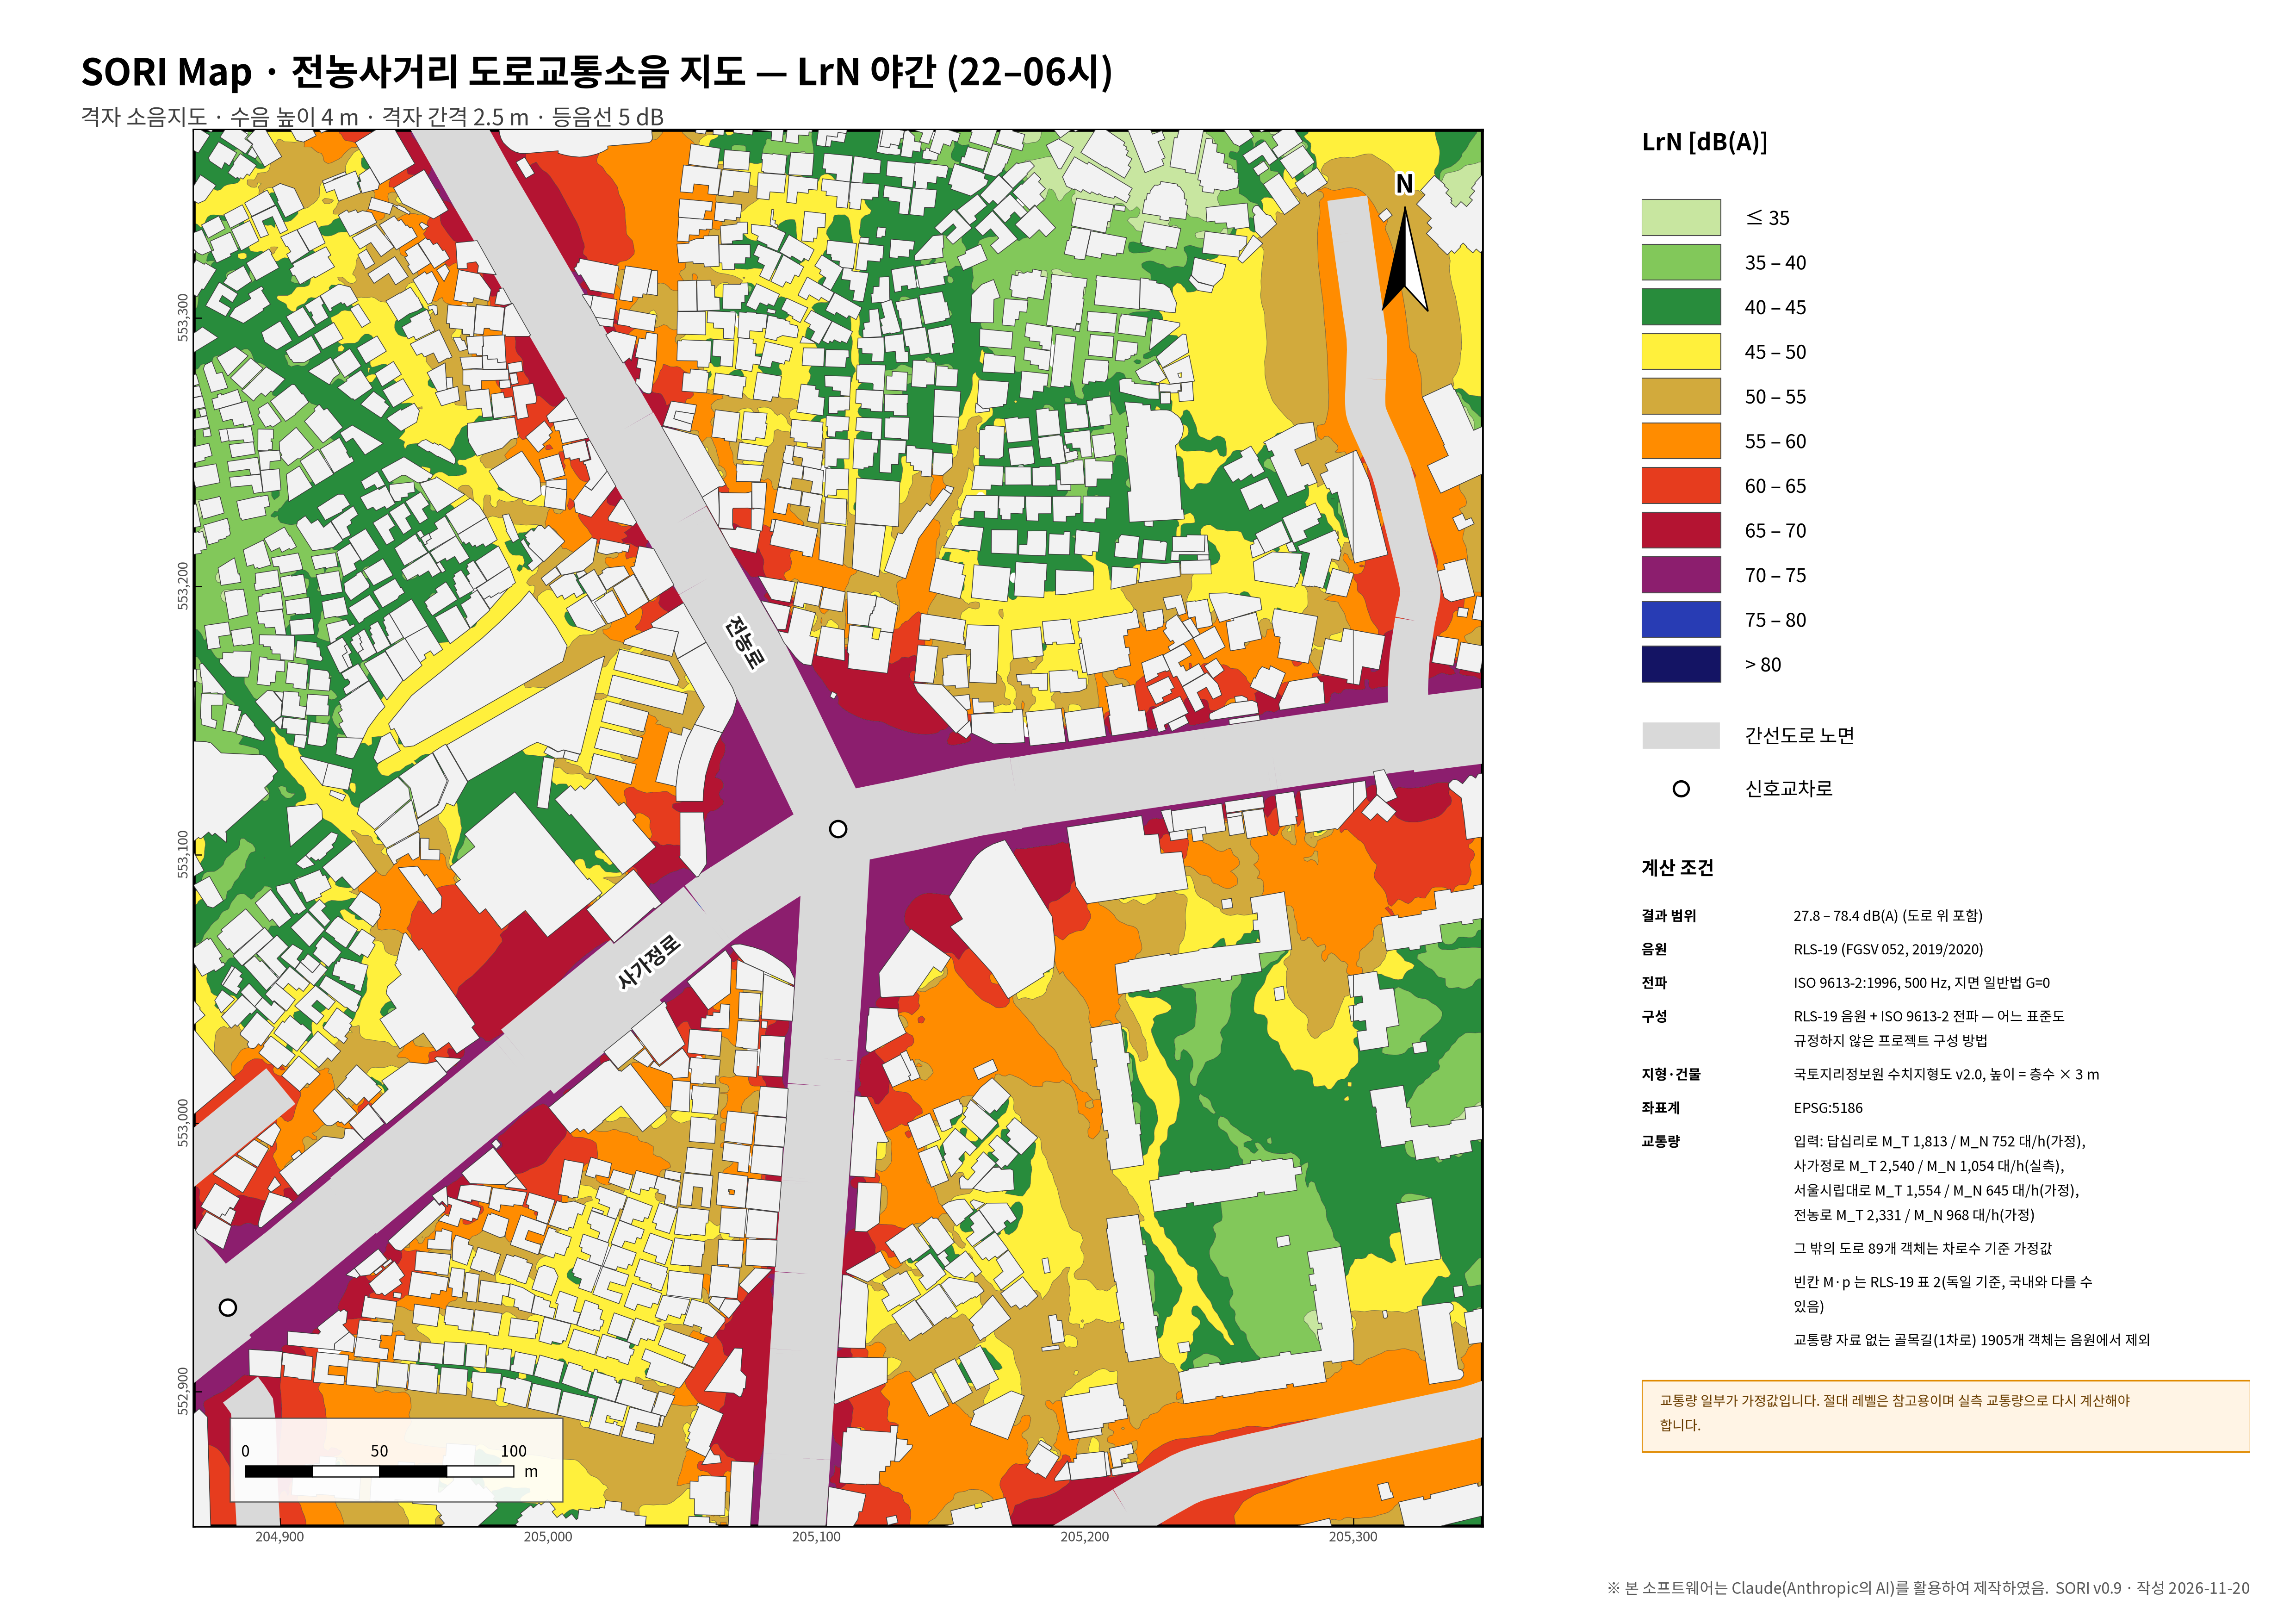 SORI Map · 전농사거리 도로교통소음 지도 — LrN 야간 (22–06시)
격자 소음지도 · 수음 높이 4 m · 격자 간격 2.5 m · 등음선 5 dB
N
전농로
사가정로
553,300
553,200
553,100
553,000
552,900
204,900
205,000
205,100
205,200
205,300
0 50 100
m
LrN [dB(A)]
≤ 35
35 – 40
40 – 45
45 – 50
50 – 55
55 – 60
60 – 65
65 – 70
70 – 75
75 – 80
> 80
간선도로 노면
신호교차로
계산 조건
결과 범위 27.8 – 78.4 dB(A) (도로 위 포함)
음원 RLS-19 (FGSV 052, 2019/2020)
전파 ISO 9613-2:1996, 500 Hz, 지면 일반법 G=0
구성 RLS-19 음원 + ISO 9613-2 전파 — 어느 표준도
규정하지 않은 프로젝트 구성 방법
지형·건물 국토지리정보원 수치지형도 v2.0, 높이 = 층수 × 3 m
좌표계 EPSG:5186
교통량 입력: 답십리로 M_T 1,813 / M_N 752 대/h(가정),
사가정로 M_T 2,540 / M_N 1,054 대/h(실측),
서울시립대로 M_T 1,554 / M_N 645 대/h(가정),
전농로 M_T 2,331 / M_N 968 대/h(가정)
그 밖의 도로 89개 객체는 차로수 기준 가정값
빈칸 M·p 는 RLS-19 표 2(독일 기준, 국내와 다를 수
있음)
교통량 자료 없는 골목길(1차로) 1905개 객체는 음원에서 제외
교통량 일부가 가정값입니다. 절대 레벨은 참고용이며 실측 교통량으로 다시 계산해야
합니다.
※ 본 소프트웨어는 Claude(Anthropic의 AI)를 활용하여 제작하였음. SORI v0.9 · 작성 2026-11-20